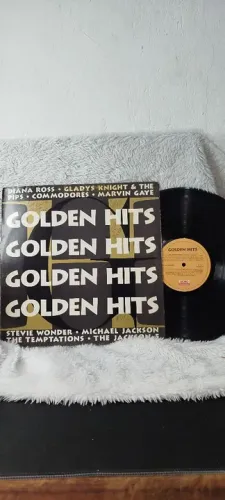 DIANA ROSS • GLADYS KNIGHT & THE
PIPS • COMMODORES • MARVIN GAYE
GOLDEN HITS
GOLDEN HITS
GOLDEN HITS
GOLDEN HITS
STEVIE WONDER • MICHAEL JACKSON
THE TEMPTATIONS • THE JACKSON
GOLDEN HITS